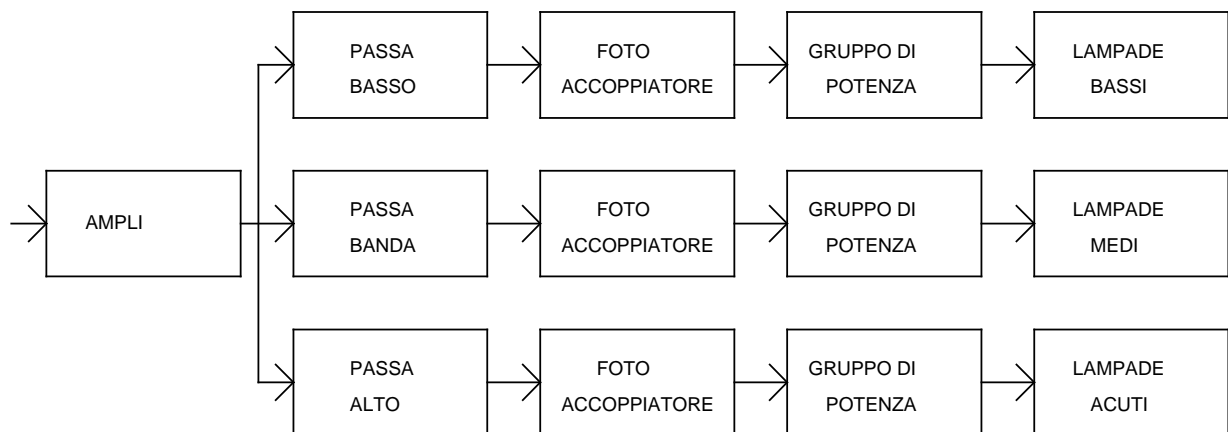 PASSA
BASSO
FOTO
ACCOPPIATORE
GRUPPO DI
POTENZA
LAMPADE
BASSI
AMPLI
PASSA
BANDA
FOTO
ACCOPPIATORE
GRUPPO DI
POTENZA
LAMPADE
MEDI
PASSA
ALTO
FOTO
ACCOPPIATORE
GRUPPO DI
POTENZA
LAMPADE
ACUTI